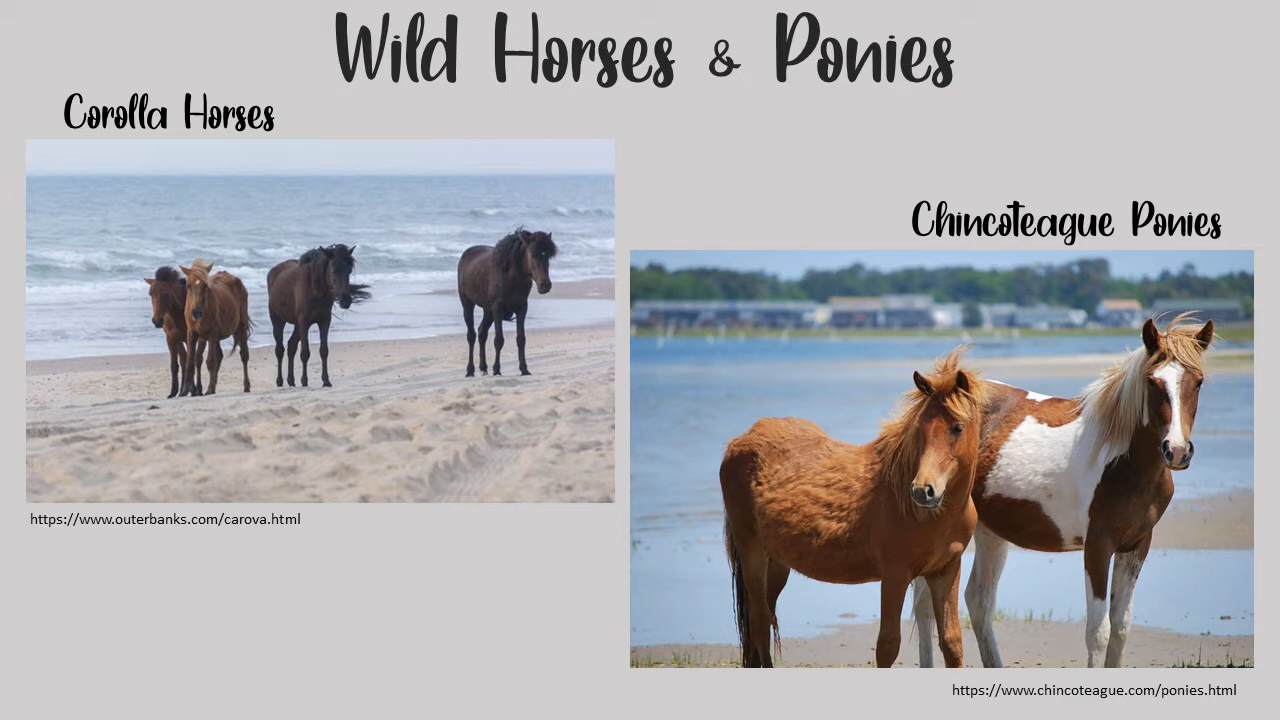 Wild Horses & Ponies
Corolla Horses
Chincoteague Ponies
https://www.outerbanks.com/carova.html
https://www.chincoteague.com/ponies.html